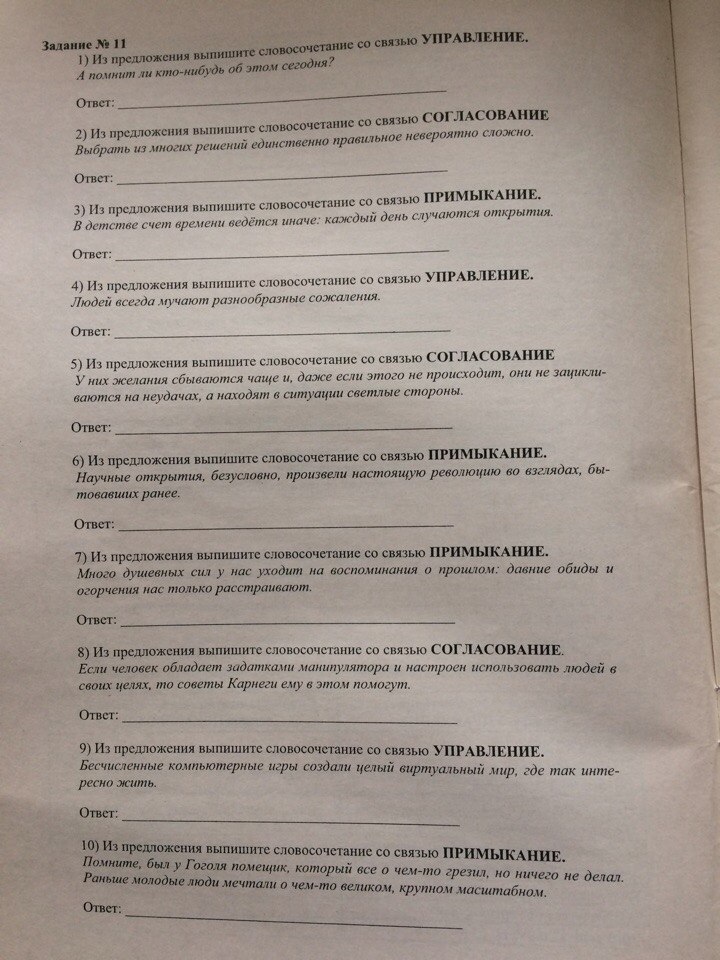 Задание № 11
1) Из предложения выпишите словосочетание со связью УПРАВЛЕНИЕ.
А помнит ли кто-нибудь об этом сегодня?
Ответ: ____________________
2) Из предложения выпишите словосочетание со связью СОГЛАСОВАНИЕ
Выбрать из многих решений единственно правильное невероятно сложно.
Ответ: ____________________
3) Из предложения выпишите словосочетание со связью ПРИМЫКАНИЕ.
В детстве счет времени ведётся иначе: каждый день случаются открытия.
Ответ: ____________________
4) Из предложения выпишите словосочетание со связью УПРАВЛЕНИЕ.
Людей всегда мучают разнообразные сожаления.
Ответ: ____________________
5) Из предложения выпишите словосочетание со связью СОГЛАСОВАНИЕ
У них желания сбываются чаще и, даже если этого не происходит, они не зацикли-
ваются на неудачах, а находят в ситуации светлые стороны.
Ответ: ____________________
6) Из предложения выпишите словосочетание со связью ПРИМЫКАНИЕ.
Научные открытия, безусловно, произвели настоящую революцию во взглядах, бы-
товавших ранее.
Ответ: ____________________
7) Из предложения выпишите словосочетание со связью ПРИМЫКАНИЕ.
Много душевных сил у нас уходит на воспоминания о прошлом: давние обиды и
огорчения нас только расстраивают.
Ответ: ____________________
8) Из предложения выпишите словосочетание со связью СОГЛАСОВАНИЕ.
Если человек обладает задатками манипулятора и настроен использовать людей в
своих целях, то советы Карнеги ему в этом помогут.
Ответ: ____________________
9) Из предложения выпишите словосочетание со связью УПРАВЛЕНИЕ.
Бесчисленные компьютерные игры создали целый виртуальный мир, где так инте-
ресно жить.
Ответ: ____________________
10) Из предложения выпишите словосочетание со связью ПРИМЫКАНИЕ.
Помните, был у Гоголя помещик, который все о чем-то грезил, но ничего не делал.
Раньше молодые люди мечтали о чем-то великом, крупном масштабном.
Ответ: ____________________